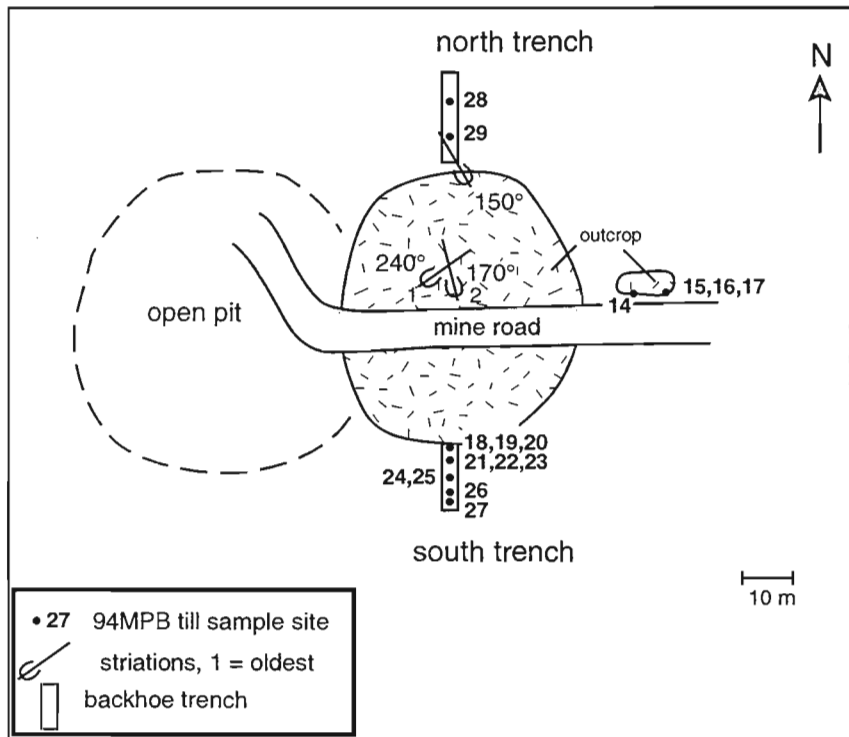 north trench
N
28
29
150°
outcrop
240°
170°
1
2
15,16,17
14
open pit
mine road
18,19,20
21,22,23
24,25
26
27
south trench
10 m
27 94MPB till sample site
striations, 1 = oldest
backhoe trench